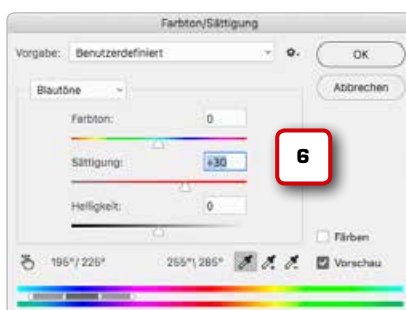 Farbton/Sättigung
Vorgabe: Benutzerdefiniert
OK
Blautöne
Abbrechen
Farbton: 0
Sättigung: +30
6
Helligkeit: 0
Färben
195°/ 225° 255°\ 285°
Vorschau